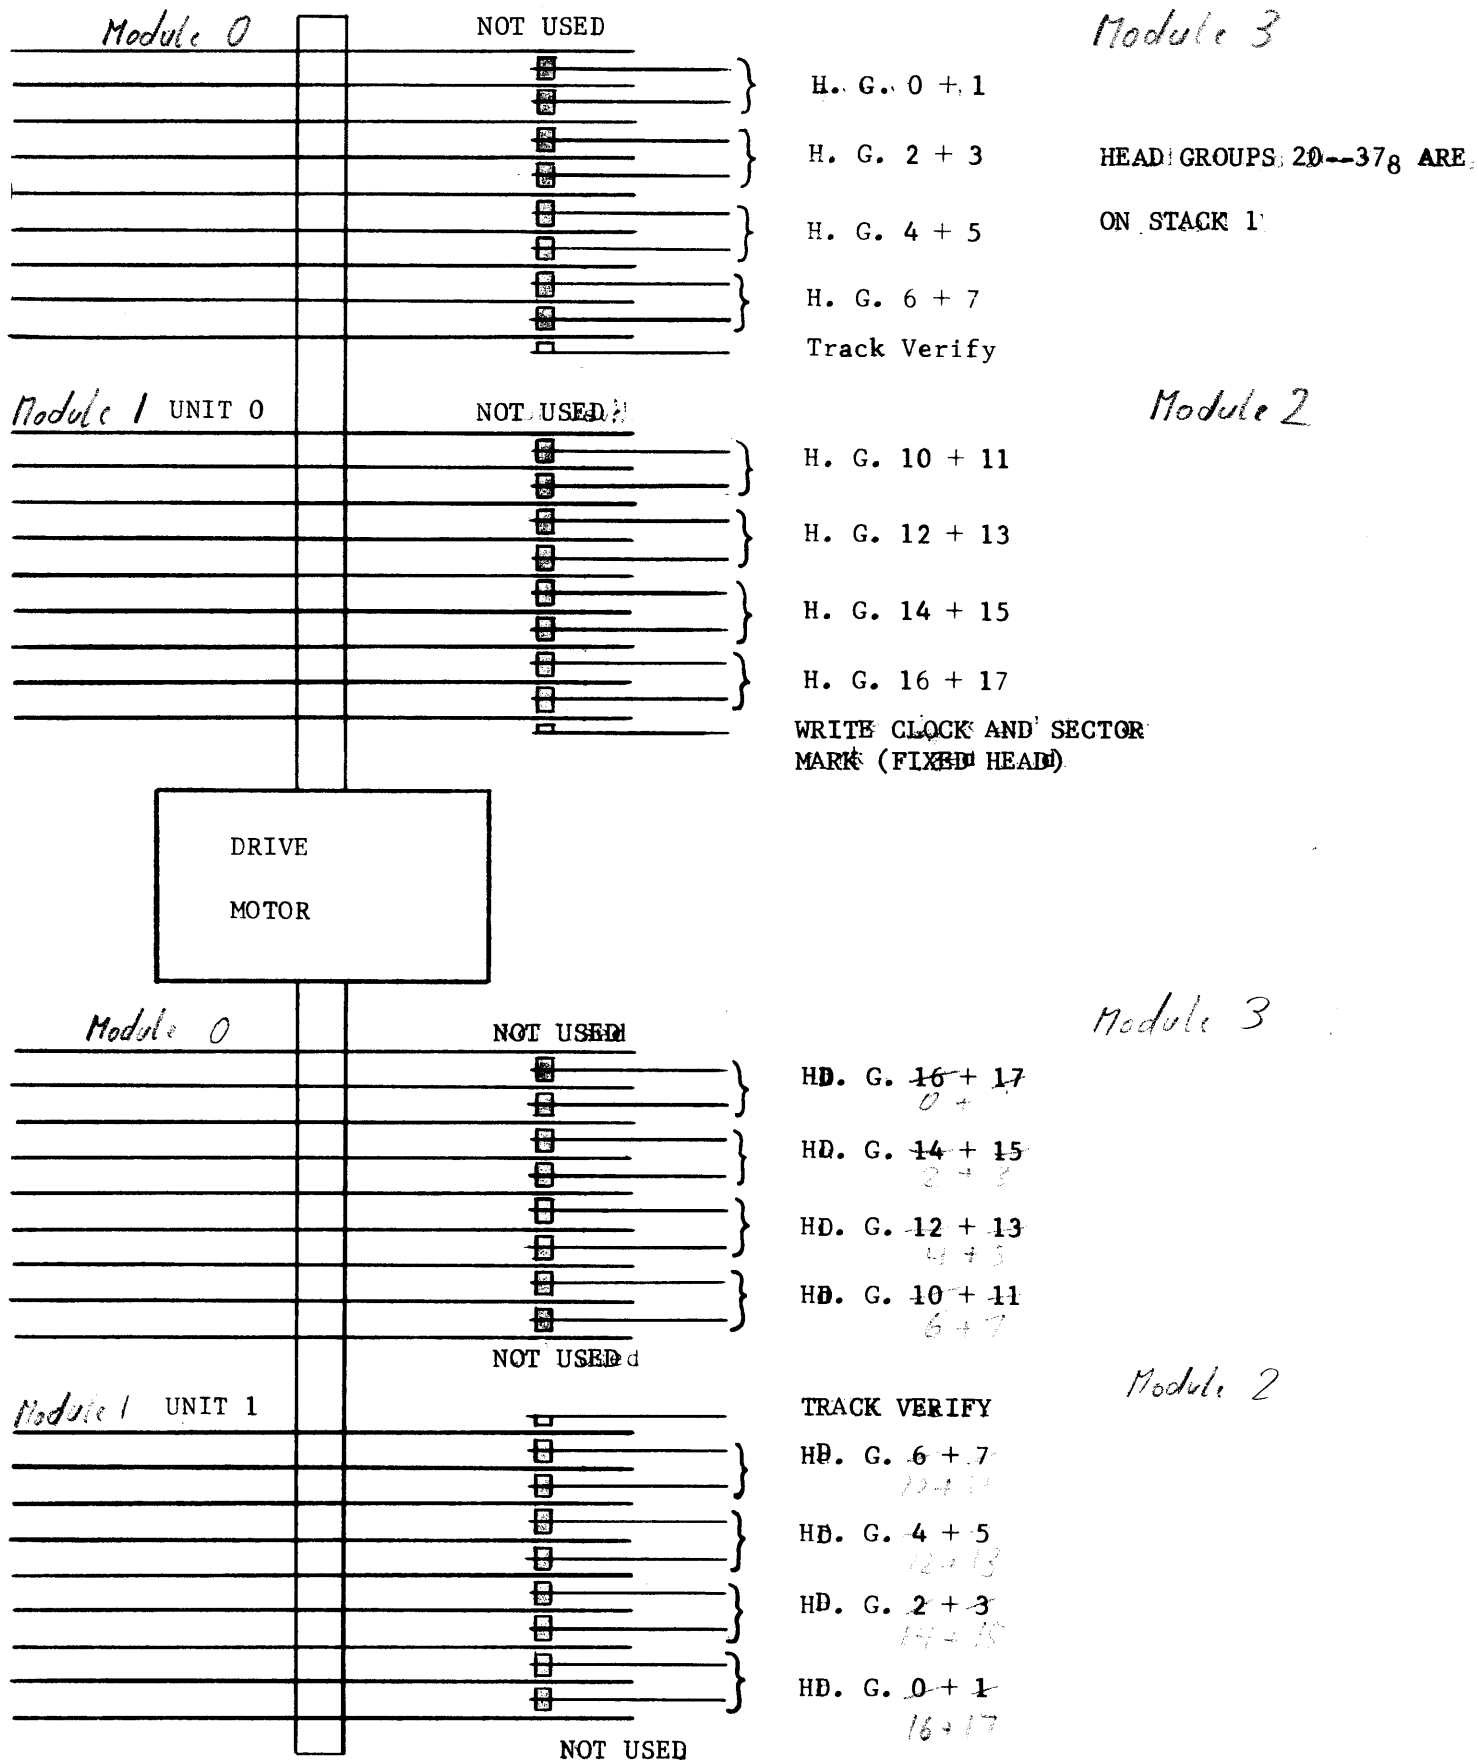 Module 0 NOT USED Module 3
H. G. 0 + 1
H. G. 2 + 3 HEAD GROUPS 20--37₈ ARE
H. G. 4 + 5 ON STACK 1
H. G. 6 + 7
Track Verify
Module 1 UNIT 0 NOT USED Module 2
H. G. 10 + 11
H. G. 12 + 13
H. G. 14 + 15
H. G. 16 + 17
WRITE CLOCK AND SECTOR
MARK (FIXED HEAD)
DRIVE
MOTOR
Module 0 NOT USED Module 3
HD. G. 16 + 17
0 +
HD. G. 14 + 15
2 + 3
HD. G. 12 + 13
4 + 5
HD. G. 10 + 11
6 + 7
NOT USED
Module 1 UNIT 1 TRACK VERIFY Module 2
HD. G. 6 + 7
HD. G. 4 + 5
12 + 13
HD. G. 2 + 3
14 + 15
HD. G. 0 + 1
16 + 17
NOT USED